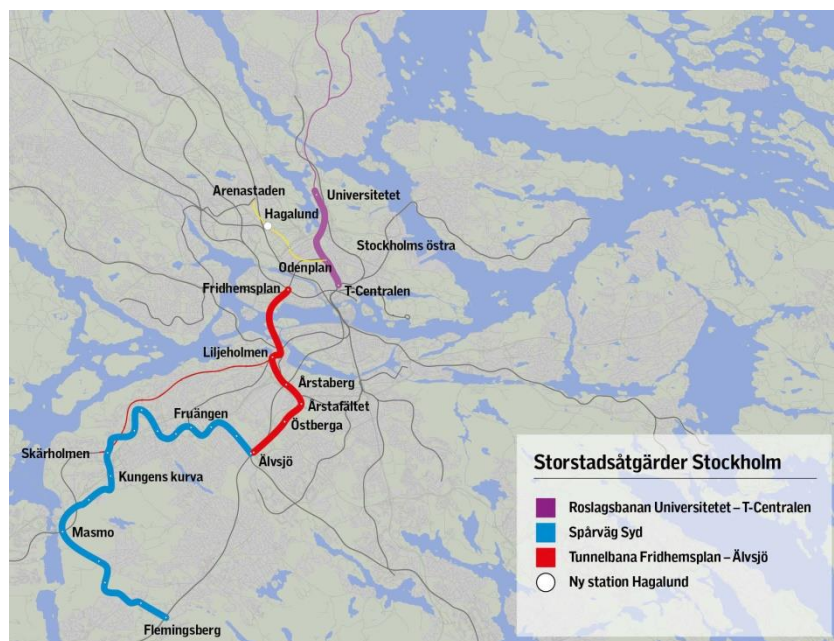 Arenastaden
Universitetet
Hagalund
Stockholms östra
Odenplan
Fridhemsplan
T-Centralen
Liljeholmen
Årstaberg
Årstafältet
Fruängen
Östberga
Skärholmen
Älvsjö
Kungens kurva
Masmo
Flemingsberg
Storstadsåtgärder Stockholm
Roslagsbanan Universitetet – T-Centralen
Spårväg Syd
Tunnelbana Fridhemsplan – Älvsjö
Ny station Hagalund